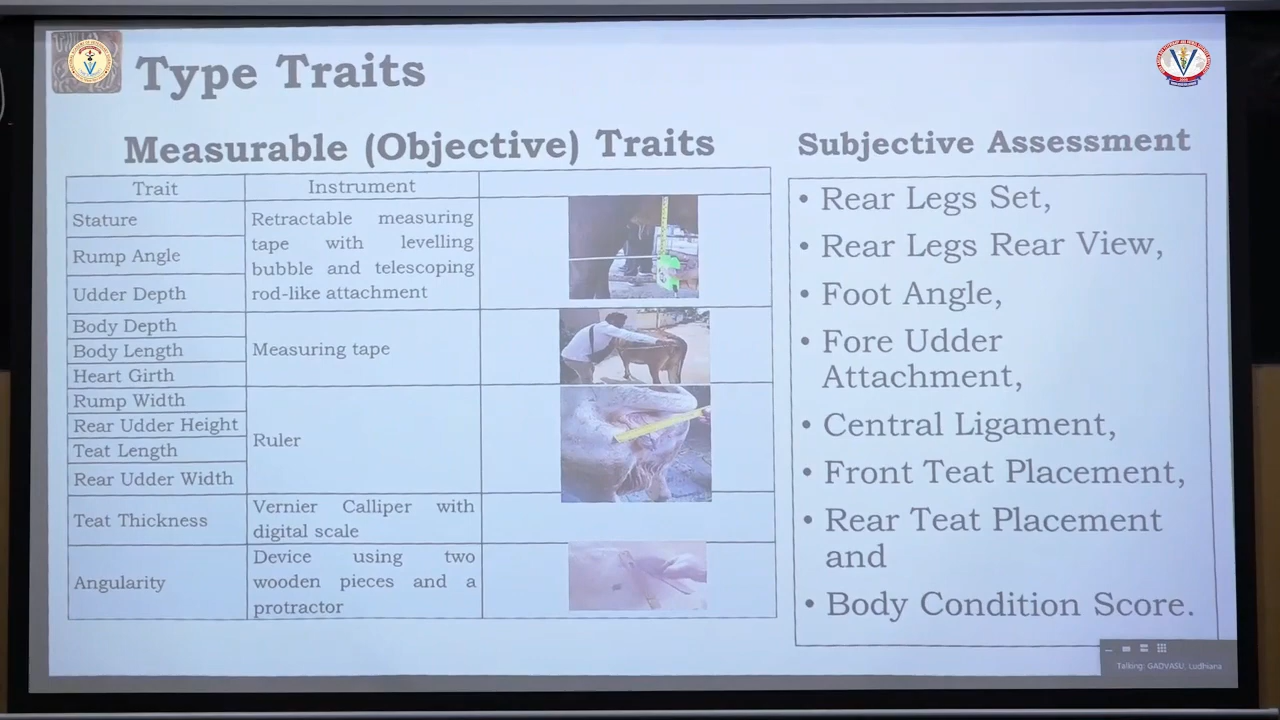 Type Traits
Measurable (Objective) Traits
Trait
Instrument
Stature
Rump Angle
Udder Depth
Retractable measuring
tape with levelling
bubble and telescoping
rod-like attachment
Body Depth
Body Length
Heart Girth
Measuring tape
Rump Width
Rear Udder Height
Teat Length
Rear Udder Width
Ruler
Teat Thickness
Vernier Calliper with
digital scale
Angularity
Device using two
wooden pieces and a
protractor
Subjective Assessment
• Rear Legs Set,
• Rear Legs Rear View,
• Foot Angle,
• Fore Udder
Attachment,
• Central Ligament,
• Front Teat Placement,
• Rear Teat Placement
and
• Body Condition Score.
Talking: GADVASU, Ludhiana